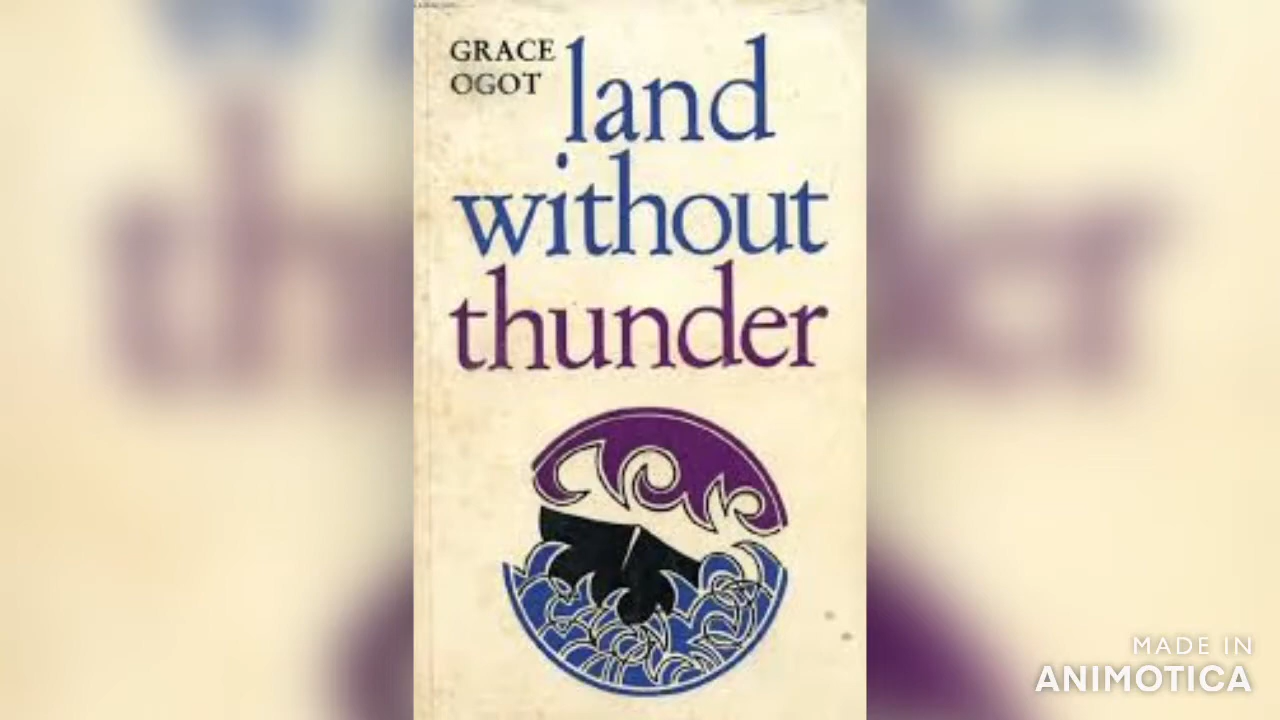 GRACE
OGOT
land
without
thunder
MADE IN
ANIMOTICA